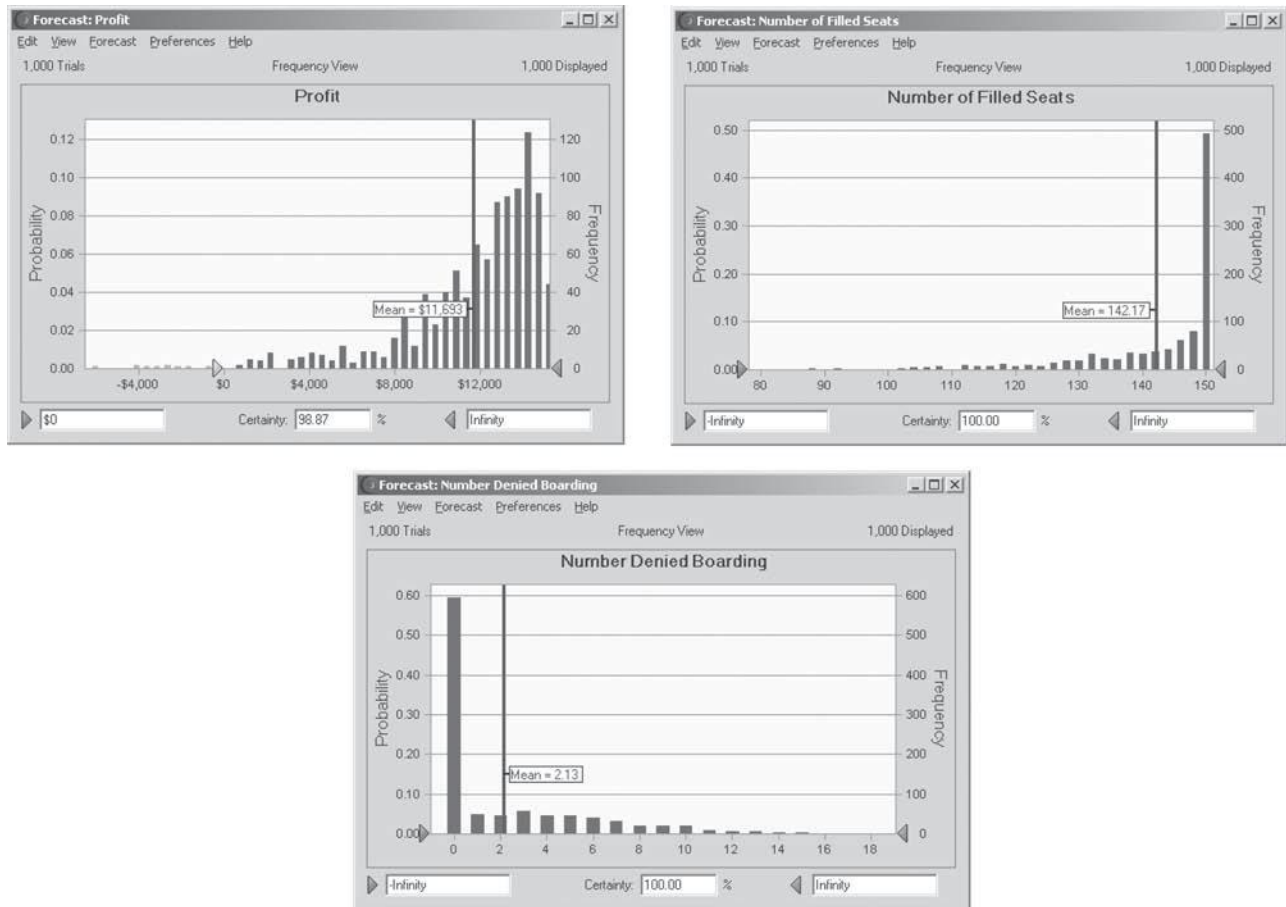 Forecast: Profit
Edit View Forecast Preferences Help
1,000 Trials Frequency View 1,000 Displayed
Profit
0.12 120
0.10 100
0.08 80
0.06 60
0.04 40
0.02 20
0.00 0
Probability
Frequency
Mean = $11,693
-$4,000 $0 $4,000 $8,000 $12,000
$0 Certainty: 98.87 % Infinity
Forecast: Number of Filled Seats
Edit View Forecast Preferences Help
1,000 Trials Frequency View 1,000 Displayed
Number of Filled Seats
0.50 500
0.40 400
0.30 300
0.20 200
0.10 100
0.00 0
Probability
Frequency
Mean = 142.17
80 90 100 110 120 130 140 150
-Infinity Certainty: 100.00 % Infinity
Forecast: Number Denied Boarding
Edit View Forecast Preferences Help
1,000 Trials Frequency View 1,000 Displayed
Number Denied Boarding
0.60 600
0.50 500
0.40 400
0.30 300
0.20 200
0.10 100
0.00 0
Probability
Frequency
Mean = 2.13
0 2 4 6 8 10 12 14 16 18
-Infinity Certainty: 100.00 % Infinity